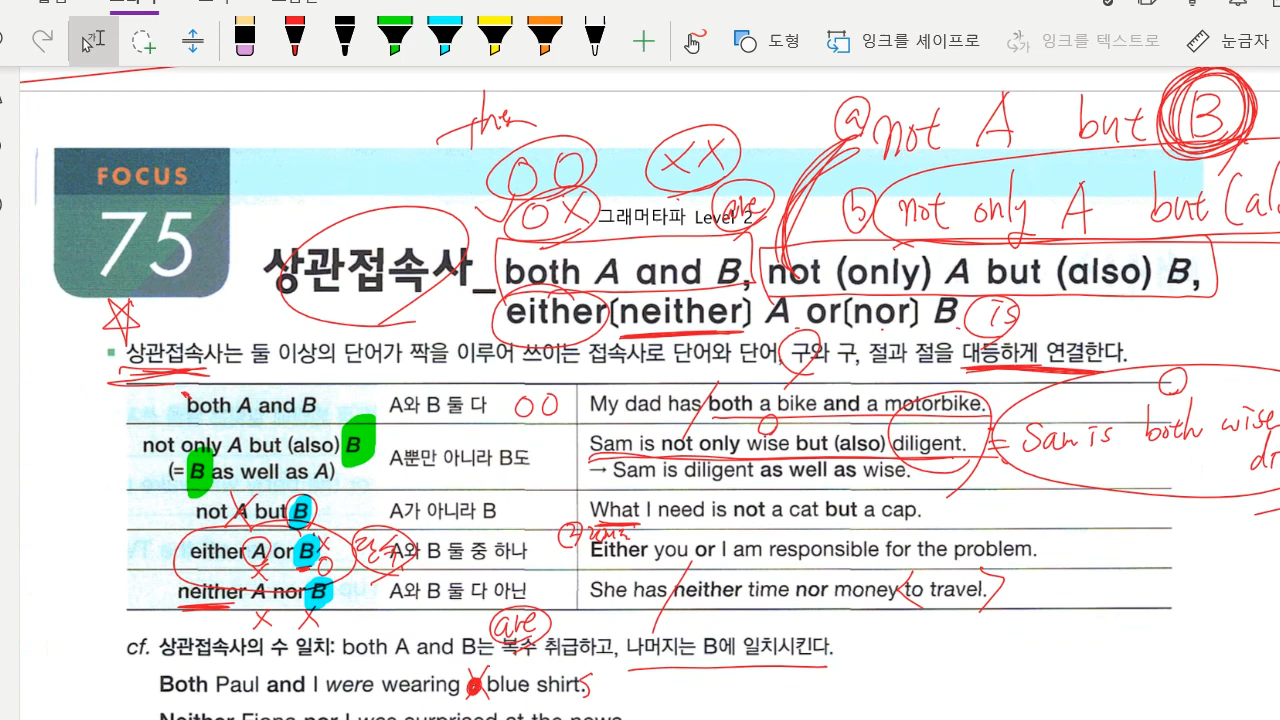 도형
잉크를 셰이프로
잉크를 텍스트로
눈금자
the
ⓐ not A but B
OO XX
OX 그래머타파 Level 2 are
ⓑ not only A but (al
FOCUS
75
상관접속사_both A and B, not (only) A but (also) B,
either(neither) A or(nor) B is
상관접속사는 둘 이상의 단어가 짝을 이루어 쓰이는 접속사로 단어와 단어, 구와 구, 절과 절을 대등하게 연결한다.
both A and B A와 B 둘 다 OO My dad has both a bike and a motorbike.
not only A but (also) B
(= B as well as A)
A뿐만 아니라 B도
Sam is not only wise but (also) diligent.
→ Sam is diligent as well as wise.
= Sam is both wise
not A but B A가 아니라 B What I need is not a cat but a cap.
either A or B 단수 A와 B 둘 중 하나 Either you or I am responsible for the problem.
neither A nor B A와 B 둘 다 아닌 She has neither time nor money <to travel.>
X X
are
cf. 상관접속사의 수 일치: both A and B는 복수 취급하고, 나머지는 B에 일치시킨다.
Both Paul and I were wearing blue shirts.
Neither Fiona nor I was surprised at the news.